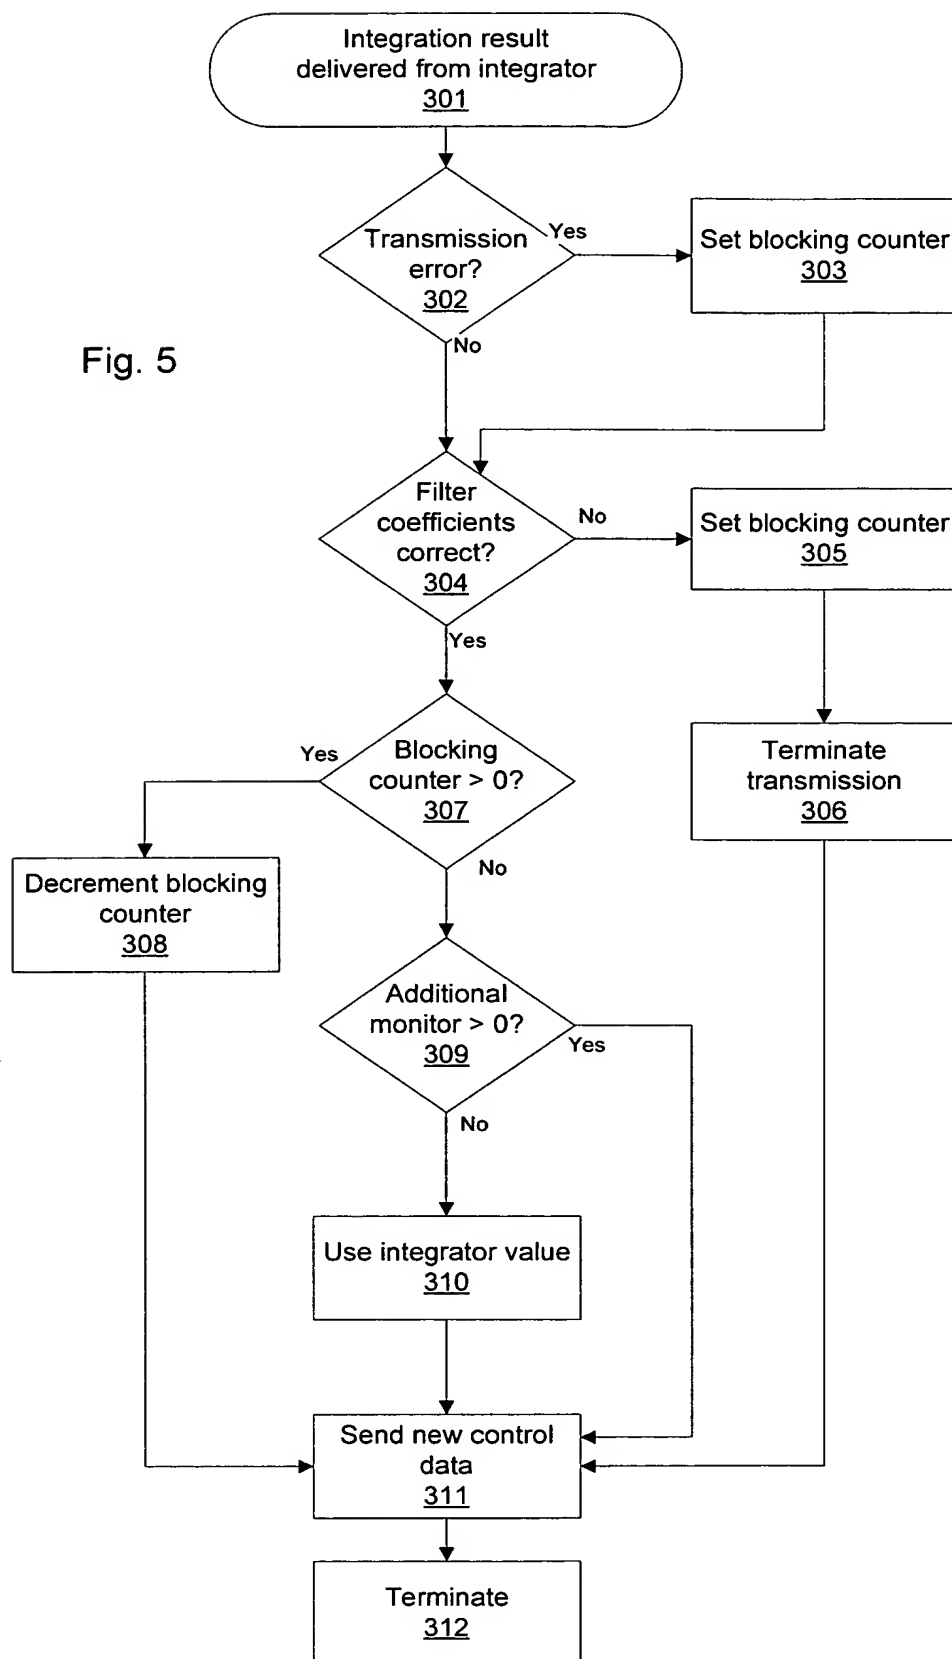 Integration result
delivered from integrator
301
Transmission
error?
302
Yes
Set blocking counter
303
No
Fig. 5
Filter
coefficients
correct?
304
No
Set blocking counter
305
Yes
Terminate
transmission
306
Blocking
counter > 0?
307
Yes
No
Decrement blocking
counter
308
Additional
monitor > 0?
309
Yes
No
Use integrator value
310
Send new control
data
311
Terminate
312